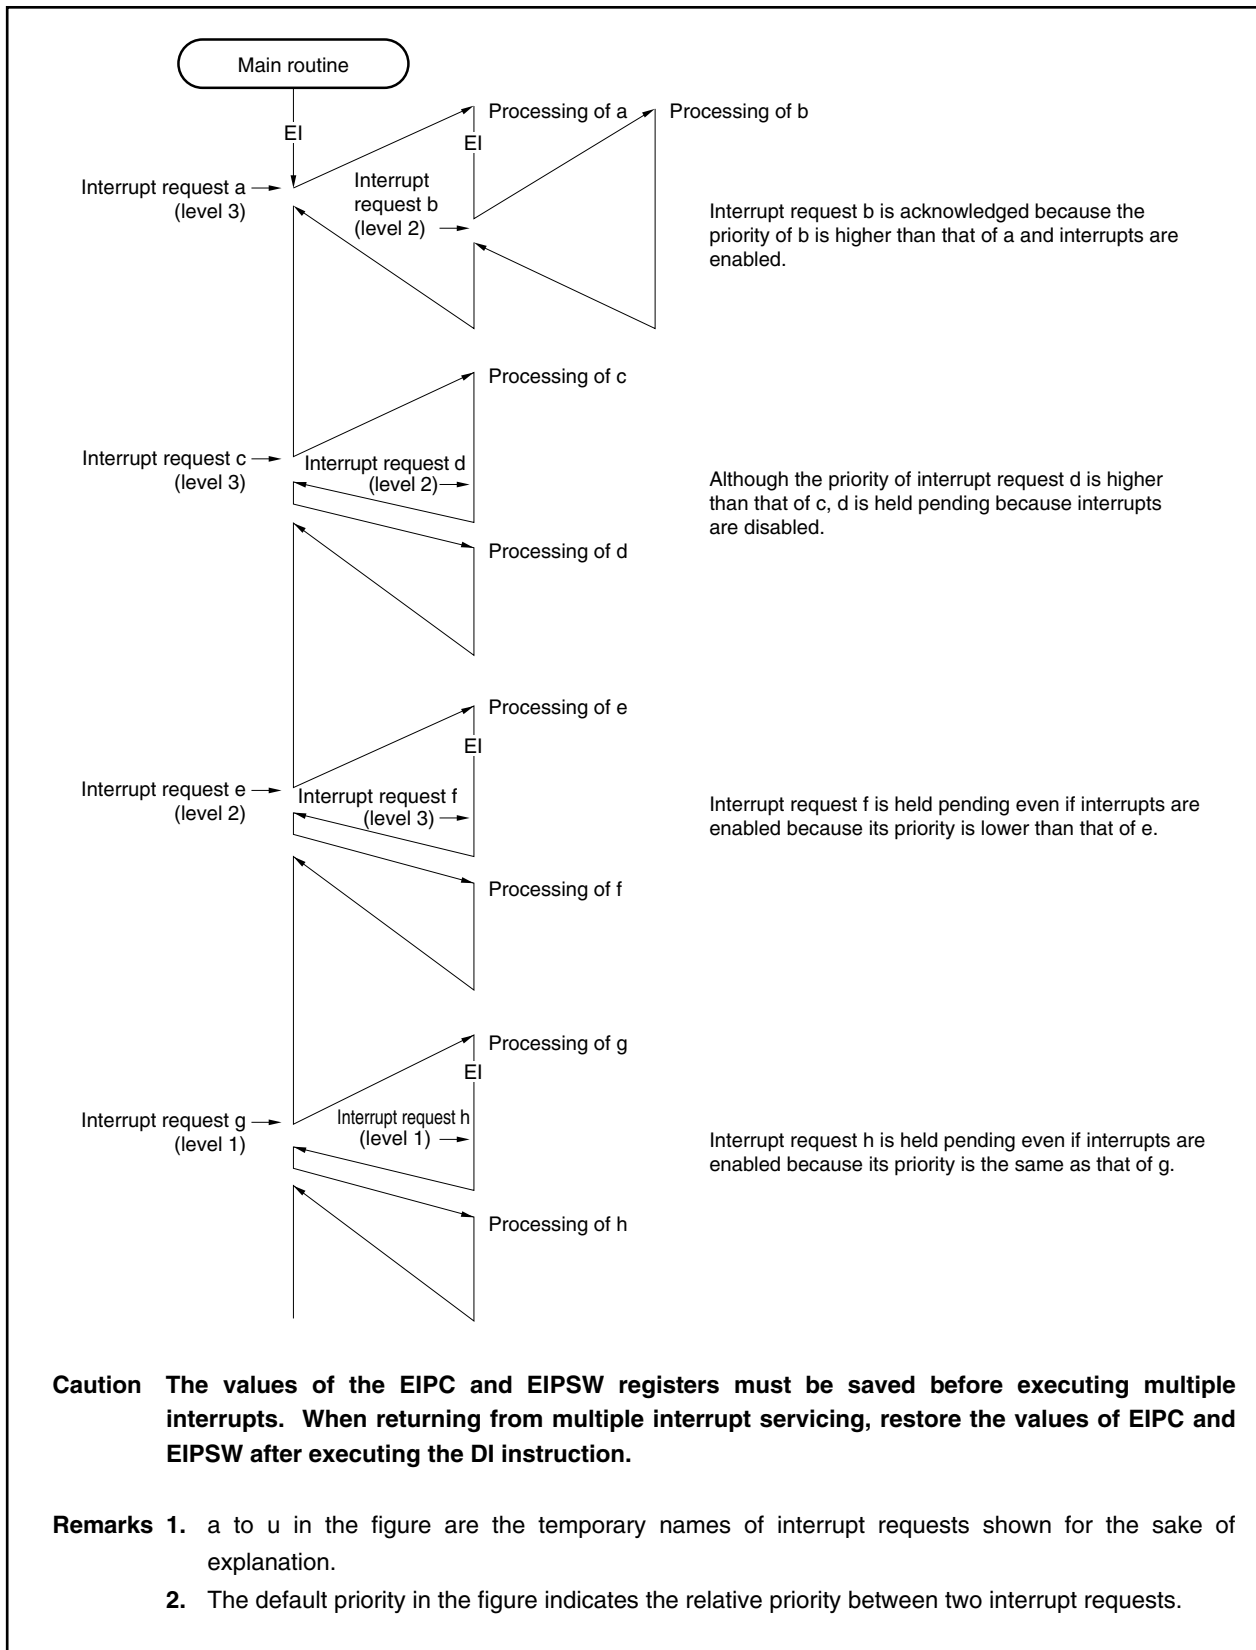 Main routine
EI
Processing of a
Processing of b
EI
Interrupt request a
(level 3)
Interrupt
request b
(level 2)
Interrupt request b is acknowledged because the
priority of b is higher than that of a and interrupts are
enabled.
Processing of c
Interrupt request c
(level 3)
Interrupt request d
(level 2)
Although the priority of interrupt request d is higher
than that of c, d is held pending because interrupts
are disabled.
Processing of d
Processing of e
EI
Interrupt request e
(level 2)
Interrupt request f
(level 3)
Interrupt request f is held pending even if interrupts are
enabled because its priority is lower than that of e.
Processing of f
Processing of g
EI
Interrupt request g
(level 1)
Interrupt request h
(level 1)
Interrupt request h is held pending even if interrupts are
enabled because its priority is the same as that of g.
Processing of h
Caution The values of the EIPC and EIPSW registers must be saved before executing multiple
interrupts. When returning from multiple interrupt servicing, restore the values of EIPC and
EIPSW after executing the DI instruction.
Remarks 1. a to u in the figure are the temporary names of interrupt requests shown for the sake of
explanation.
2. The default priority in the figure indicates the relative priority between two interrupt requests.